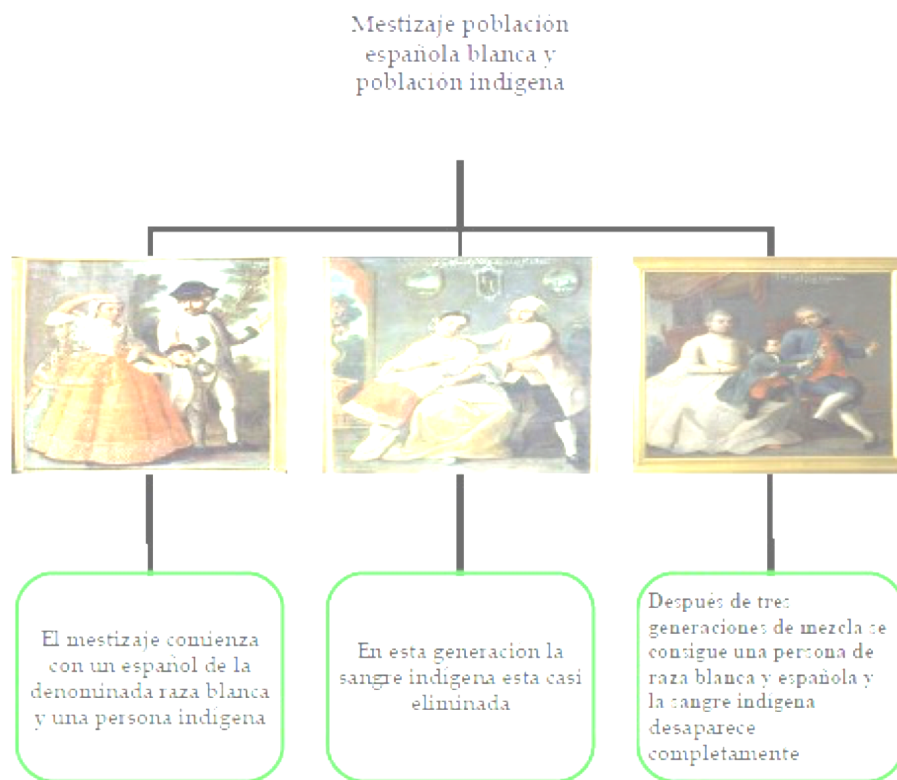 Mestizaje población
española blanca y
población indígena
El mestizaje comienza
con un español de la
denominada raza blanca
y una persona indígena
En esta generacion la
sangre indígena esta casi
eliminada
Después de tres
generaciones de mezcla se
consigue una persona de
raza blanca y española y
la sangre indígena
desaparece
completamente